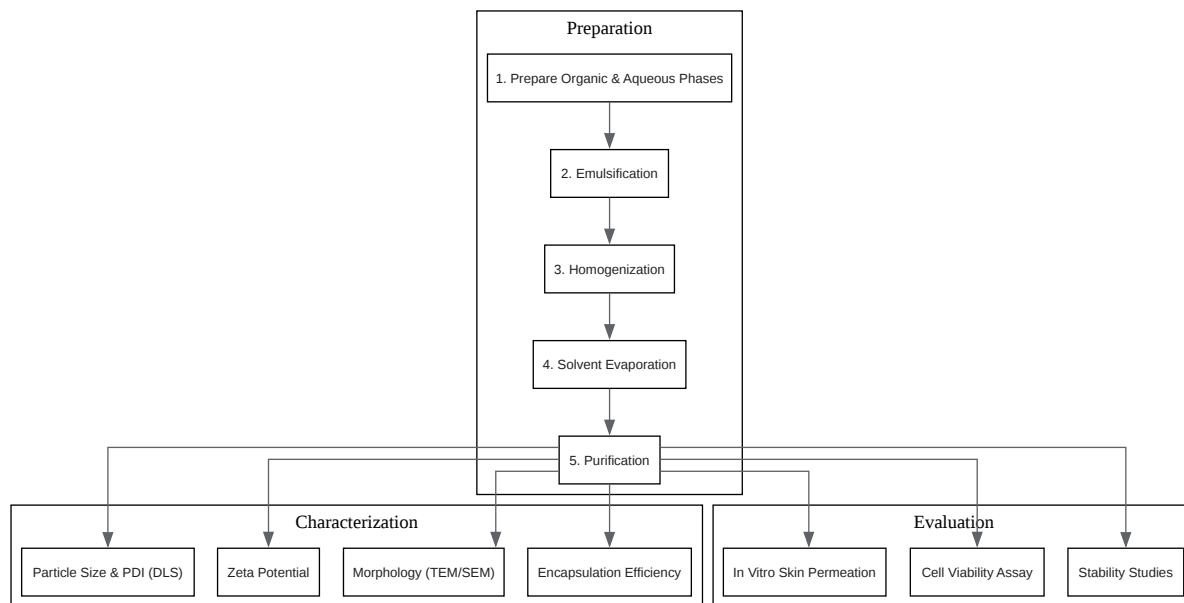 Preparation
1. Prepare Organic & Aqueous Phases
2. Emulsification
3. Homogenization
4. Solvent Evaporation
5. Purification
Characterization
Particle Size & PDI (DLS)
Zeta Potential
Morphology (TEM/SEM)
Encapsulation Efficiency
Evaluation
In Vitro Skin Permeation
Cell Viability Assay
Stability Studies